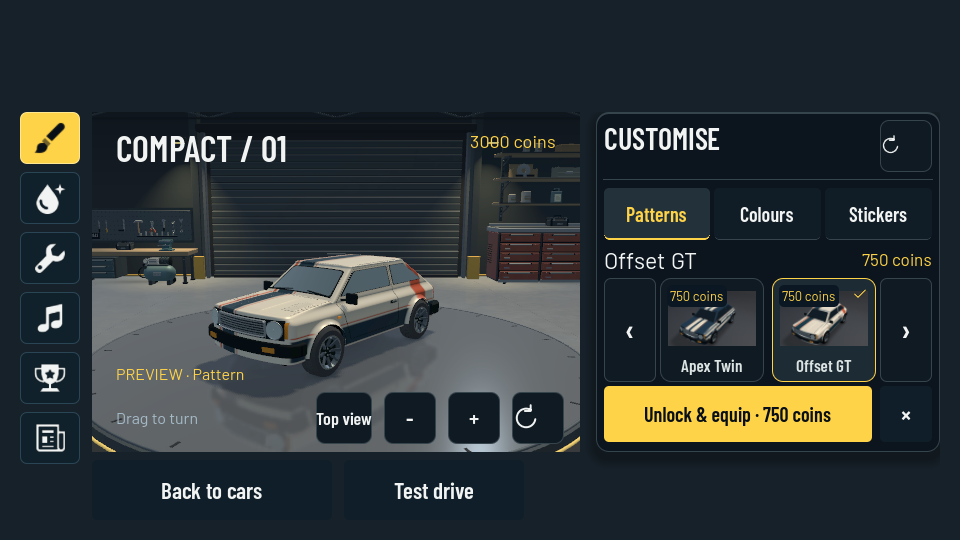 COMPACT / 01
3000 coins
PREVIEW · Pattern
Drag to turn
Top view
-
+
Back to cars
Test drive
CUSTOMISE
Patterns
Colours
Stickers
Offset GT
750 coins
‹
750 coins
Apex Twin
750 coins
Offset GT
›
Unlock & equip · 750 coins
×